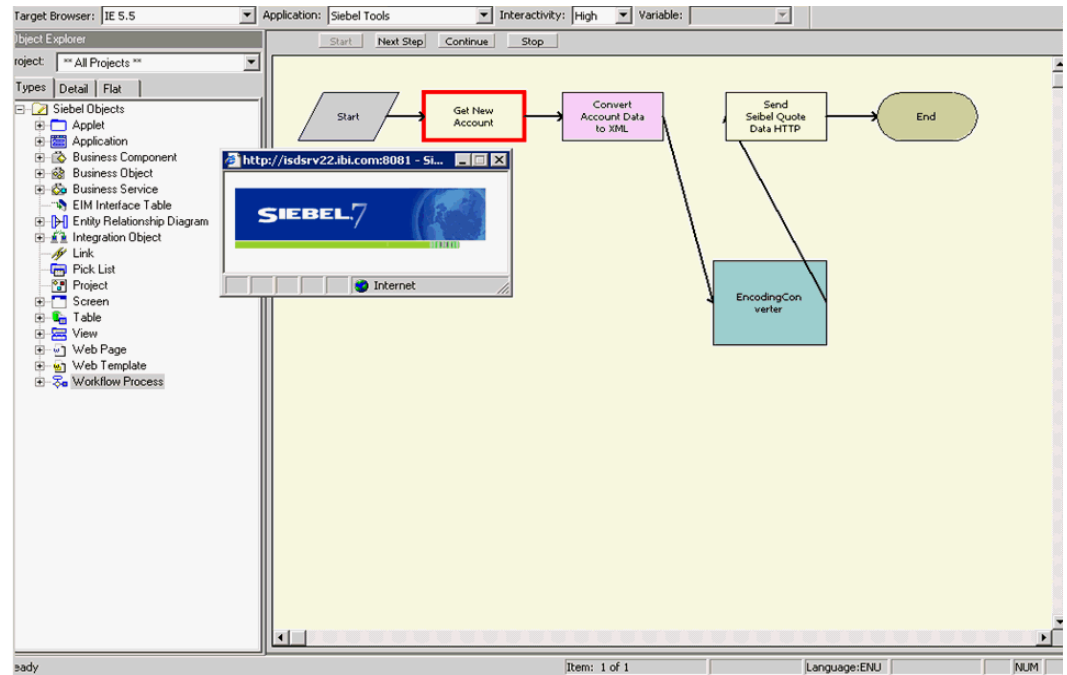 Target Browser: IE 5.5 Application: Siebel Tools Interactivity: High Variable:
Object Explorer
Start Next Step Continue Stop
roject: ** All Projects **
Types Detail Flat
Siebel Objects
Applet
Application
Business Component
Business Object
Business Service
EIM Interface Table
Entity Relationship Diagram
Integration Object
Link
Pick List
Project
Screen
Table
View
Web Page
Web Template
Workflow Process
Start
Get New
Account
Convert
Account Data
to XML
Send
Seibel Quote
Data HTTP
End
http://isdsrv22.ibi.com:8081 - Si...
SIEBEL.7
Internet
EncodingCon
verter
eady Item: 1 of 1 Language:ENU NUM